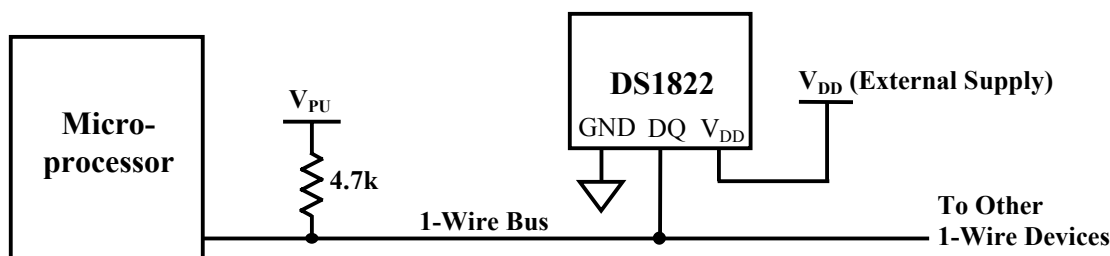 Micro-
processor
V_PU
4.7k
1-Wire Bus
DS1822
GND DQ V_DD
V_DD (External Supply)
To Other
1-Wire Devices